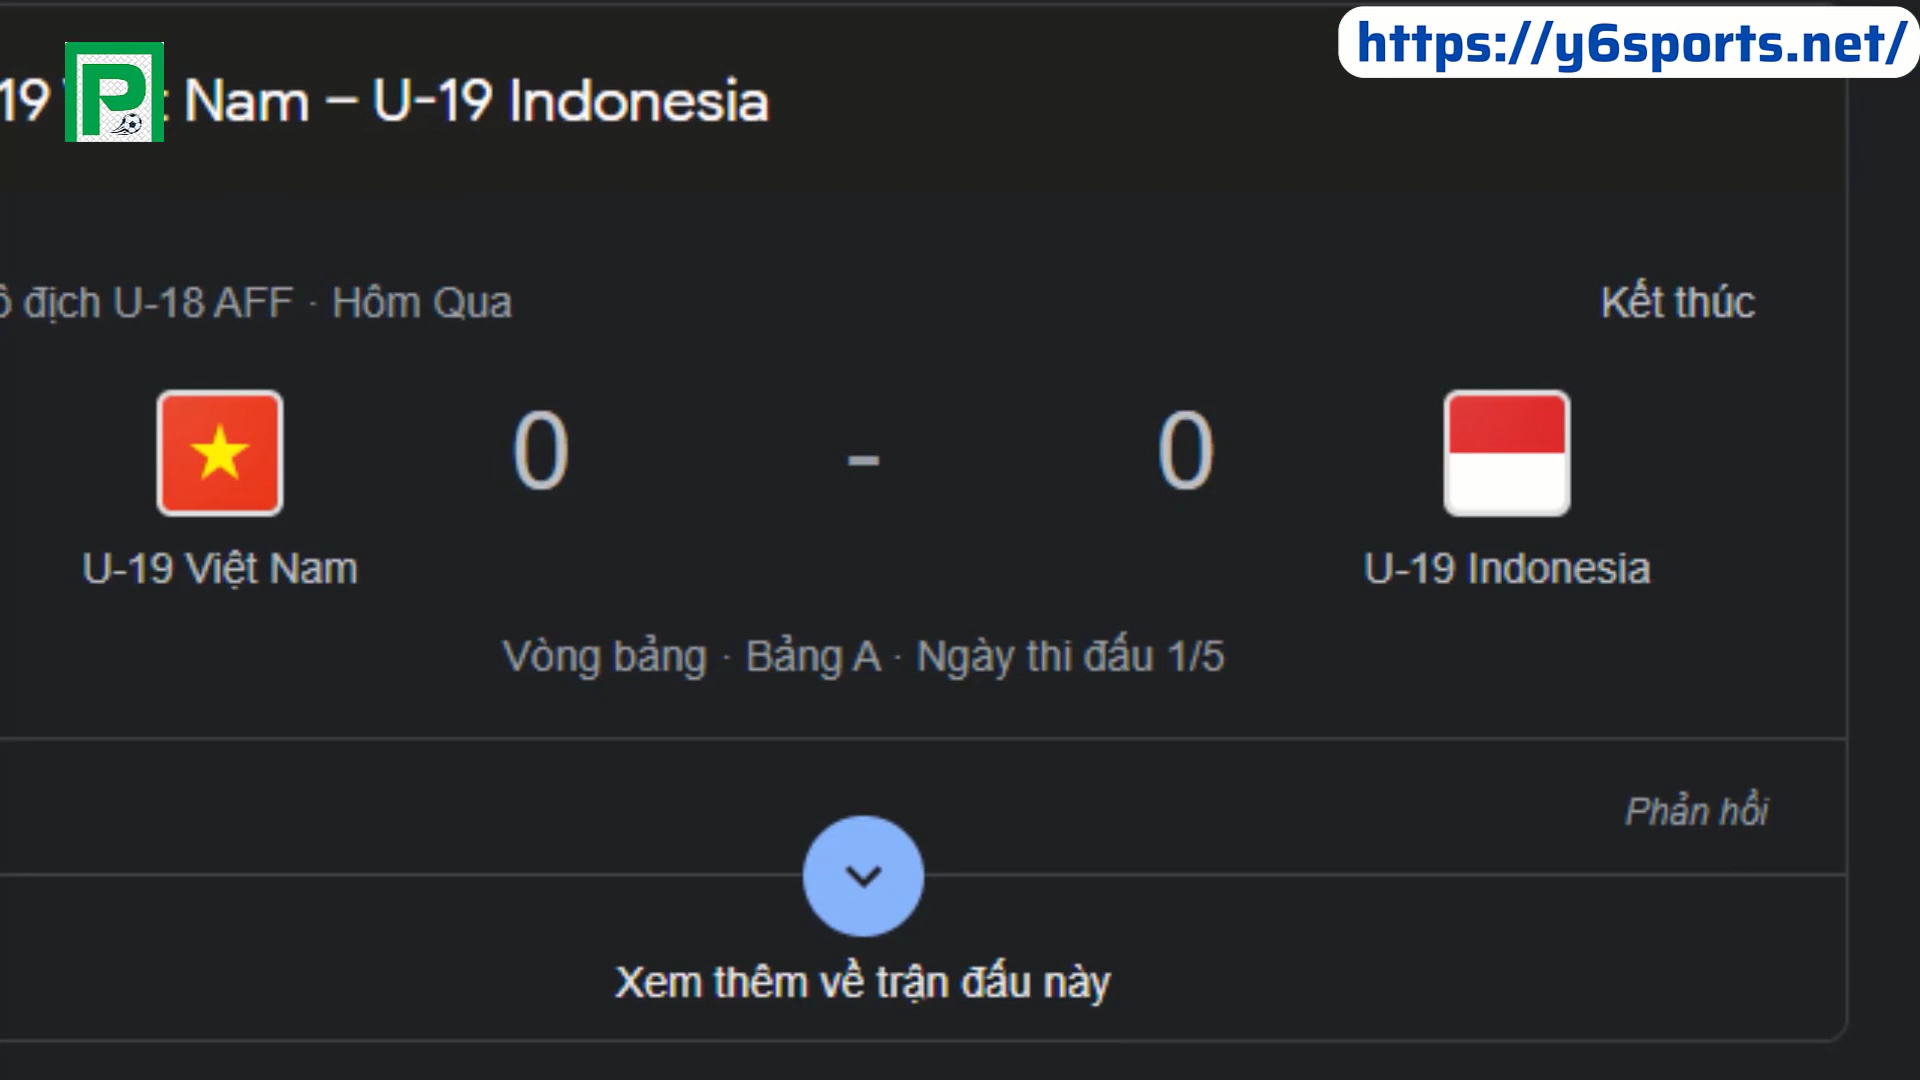 https://y6sports.net/
P
19 Nam – U-19 Indonesia
địch U-18 AFF · Hôm Qua
Kết thúc
0 - 0
U-19 Việt Nam
U-19 Indonesia
Vòng bảng · Bảng A · Ngày thi đấu 1/5
Phản hồi
Xem thêm về trận đấu này